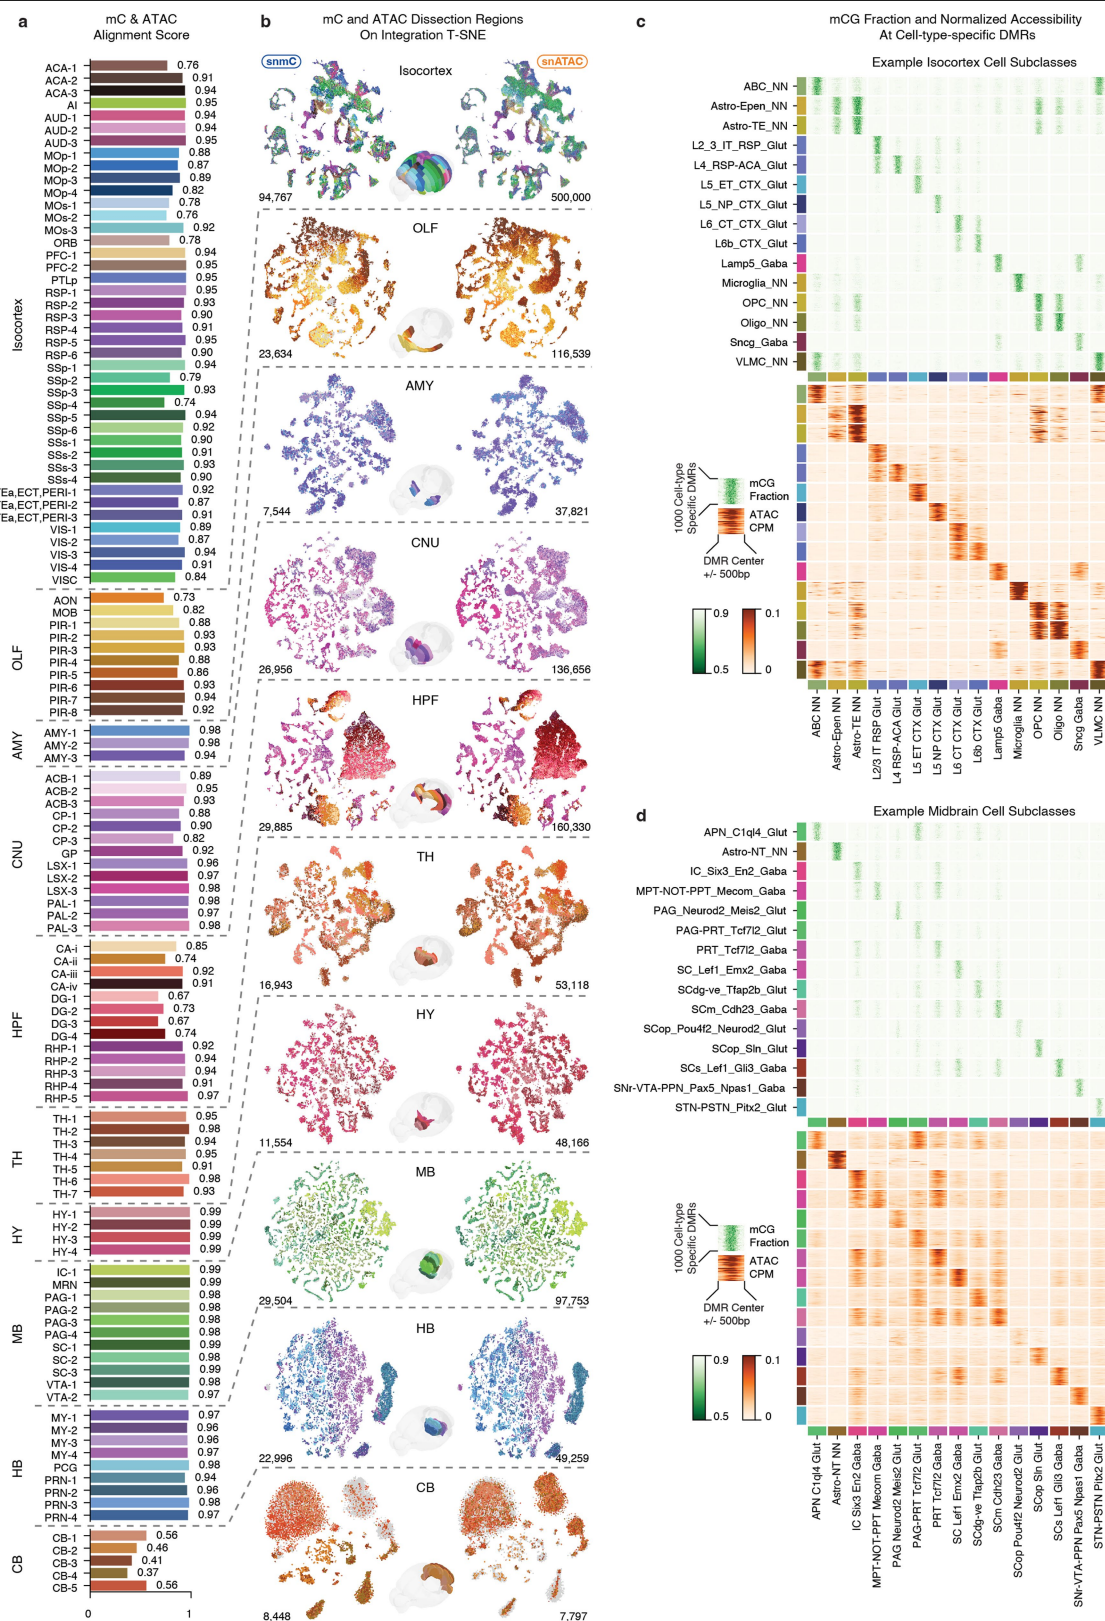 a
mC & ATAC
Alignment Score
Isocortex
ACA-1 0.76
ACA-2 0.91
ACA-3 0.94
AI 0.95
AUD-1 0.94
AUD-2 0.94
AUD-3 0.95
MOp-1 0.88
MOp-2 0.87
MOp-3 0.89
MOp-4 0.82
MOs-1 0.78
MOs-2 0.76
MOs-3 0.92
ORB 0.78
PFC-1 0.94
PFC-2 0.95
PTLp 0.95
RSP-1 0.95
RSP-2 0.93
RSP-3 0.90
RSP-4 0.91
RSP-5 0.95
RSP-6 0.90
SSp-1 0.94
SSp-2 0.79
SSp-3 0.93
SSp-4 0.74
SSp-5 0.94
SSp-6 0.92
SSs-1 0.90
SSs-2 0.91
SSs-3 0.93
SSs-4 0.90
Ea,ECT,PERI-1 0.92
Ea,ECT,PERI-2 0.87
Ea,ECT,PERI-3 0.91
VIS-1 0.89
VIS-2 0.87
VIS-3 0.94
VIS-4 0.91
VISC 0.84
OLF
AON 0.73
MOB 0.82
PIR-1 0.88
PIR-2 0.93
PIR-3 0.93
PIR-4 0.88
PIR-5 0.86
PIR-6 0.93
PIR-7 0.94
PIR-8 0.92
AMY
AMY-1 0.98
AMY-2 0.98
AMY-3 0.94
CNU
ACB-1 0.89
ACB-2 0.95
ACB-3 0.93
CP-1 0.88
CP-2 0.90
CP-3 0.82
GP 0.92
LSX-1 0.96
LSX-2 0.97
LSX-3 0.98
PAL-1 0.98
PAL-2 0.97
PAL-3 0.98
HPF
CA-i 0.85
CA-ii 0.74
CA-iii 0.92
CA-iv 0.91
DG-1 0.67
DG-2 0.73
DG-3 0.67
DG-4 0.74
RHP-1 0.92
RHP-2 0.94
RHP-3 0.94
RHP-4 0.91
RHP-5 0.97
TH
TH-1 0.95
TH-2 0.98
TH-3 0.94
TH-4 0.95
TH-5 0.91
TH-6 0.98
TH-7 0.93
HY
HY-1 0.99
HY-2 0.99
HY-3 0.99
HY-4 0.99
MB
IC-1 0.99
MRN 0.99
PAG-1 0.98
PAG-2 0.98
PAG-3 0.98
PAG-4 0.98
SC-1 0.99
SC-2 0.98
SC-3 0.99
VTA-1 0.98
VTA-2 0.97
HB
MY-1 0.97
MY-2 0.96
MY-3 0.96
MY-4 0.97
PCG 0.98
PRN-1 0.94
PRN-2 0.96
PRN-3 0.98
PRN-4 0.97
CB
CB-1 0.56
CB-2 0.46
CB-3 0.41
CB-4 0.37
CB-5 0.56
0 1
b
mC and ATAC Dissection Regions
On Integration T-SNE
snmC snATAC
Isocortex
94,767 500,000
OLF
23,634 116,539
AMY
7,544 37,821
CNU
26,956 136,656
HPF
29,885 160,330
TH
16,943 53,118
HY
11,554 48,166
MB
29,504 97,753
HB
22,996 49,259
CB
8,448 7,797
c
mCG Fraction and Normalized Accessibility
At Cell-type-specific DMRs
Example Isocortex Cell Subclasses
ABC_NN
Astro-Epen_NN
Astro-TE_NN
L2_3_IT_RSP_Glut
L4_RSP-ACA_Glut
L5_ET_CTX_Glut
L5_NP_CTX_Glut
L6_CT_CTX_Glut
L6b_CTX_Glut
Lamp5_Gaba
Microglia_NN
OPC_NN
Oligo_NN
Sncg_Gaba
VLMC_NN
1000 Cell-type
Specific DMRs
mCG
Fraction
ATAC
CPM
DMR Center
+/- 500bp
0.9 0.1
0.5 0
ABC NN
Astro-Epen NN
Astro-TE NN
L2/3 IT RSP Glut
L4 RSP-ACA Glut
L5 ET CTX Glut
L5 NP CTX Glut
L6 CT CTX Glut
L6b CTX Glut
Lamp5 Gaba
Microglia NN
OPC NN
Oligo NN
Sncg Gaba
VLMC NN
d
Example Midbrain Cell Subclasses
APN_C1ql4_Glut
Astro-NT_NN
IC_Six3_En2_Gaba
MPT-NOT-PPT_Mecom_Gaba
PAG_Neurod2_Meis2_Glut
PAG-PRT_Tcf7l2_Glut
PRT_Tcf7l2_Gaba
SC_Lef1_Emx2_Gaba
SCdg-ve_Tfap2b_Glut
SCm_Cdh23_Gaba
SCop_Pou4f2_Neurod2_Glut
SCop_Sln_Glut
SCs_Lef1_Gli3_Gaba
SNr-VTA-PPN_Pax5_Npas1_Gaba
STN-PSTN_Pitx2_Glut
1000 Cell-type
Specific DMRs
mCG
Fraction
ATAC
CPM
DMR Center
+/- 500bp
0.9 0.1
0.5 0
APN C1ql4 Glut
Astro-NT NN
IC Six3 En2 Gaba
MPT-NOT-PPT Mecom Gaba
PAG Neurod2 Meis2 Glut
PAG-PRT Tcf7l2 Glut
PRT Tcf7l2 Gaba
SC Lef1 Emx2 Gaba
SCdg-ve Tfap2b Glut
SCm Cdh23 Gaba
SCop Pou4f2 Neurod2 Glut
SCop Sln Glut
SCs Lef1 Gli3 Gaba
SNr-VTA-PPN Pax5 Npas1 Gaba
STN-PSTN Pitx2 Glut